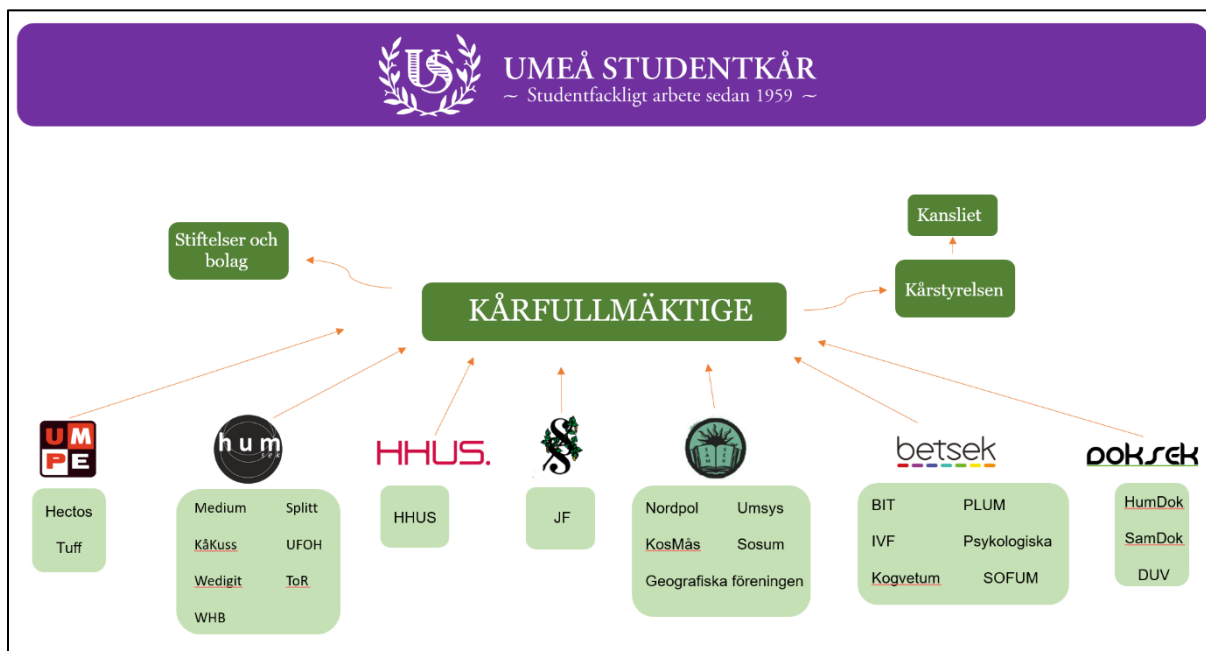 US
UMEÅ STUDENTKÅR
~ Studentfackligt arbete sedan 1959 ~
Kansliet
Stiftelser och
bolag
Kårstyrelsen
KÅRFULLMÄKTIGE
UM
PE
hum
sek
HHUS.
betsek
DOKSEK
Hectos
Tuff
Medium Splitt
KåKuss UFOH
Wedigit ToR
WHB
HHUS
JF
Nordpol Umsys
KosMås Sosum
Geografiska föreningen
BIT PLUM
IVF Psykologiska
Kogvetum SOFUM
HumDok
SamDok
DUV